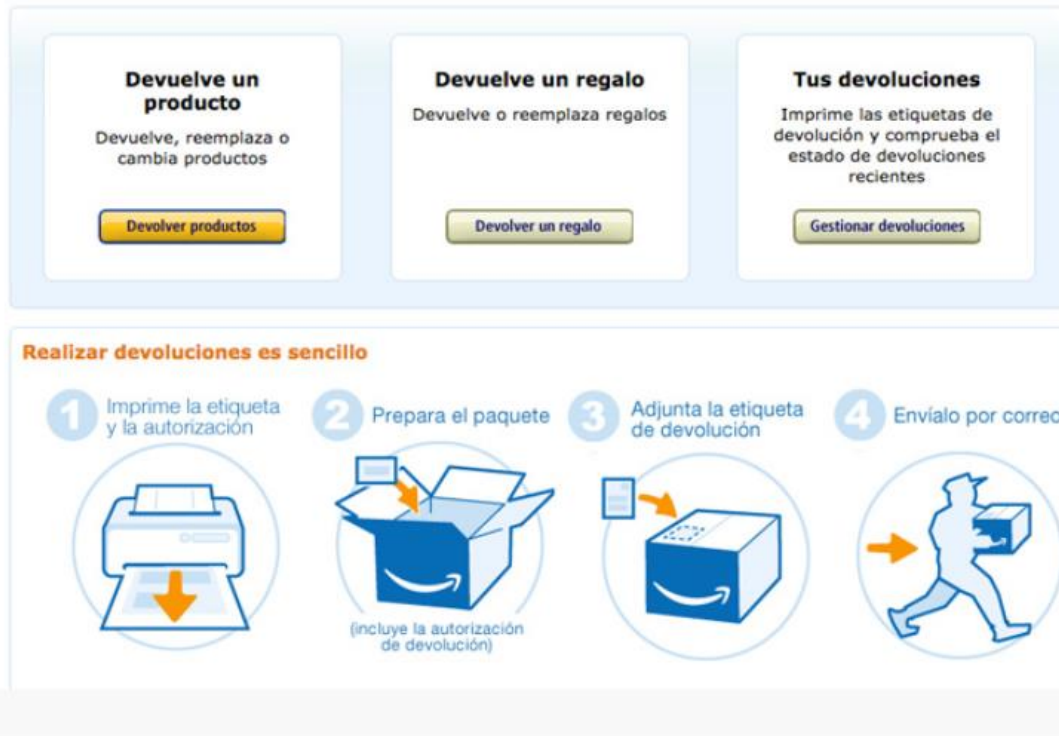 Devuelve un
producto
Devuelve, reemplaza o
cambia productos
Devolver productos
Devuelve un regalo
Devuelve o reemplaza regalos
Devolver un regalo
Tus devoluciones
Imprime las etiquetas de
devolución y comprueba el
estado de devoluciones
recientes
Gestionar devoluciones
Realizar devoluciones es sencillo
1 Imprime la etiqueta
y la autorización
2 Prepara el paquete
(incluye la autorización
de devolución)
3 Adjunta la etiqueta
de devolución
4 Envíalo por correo